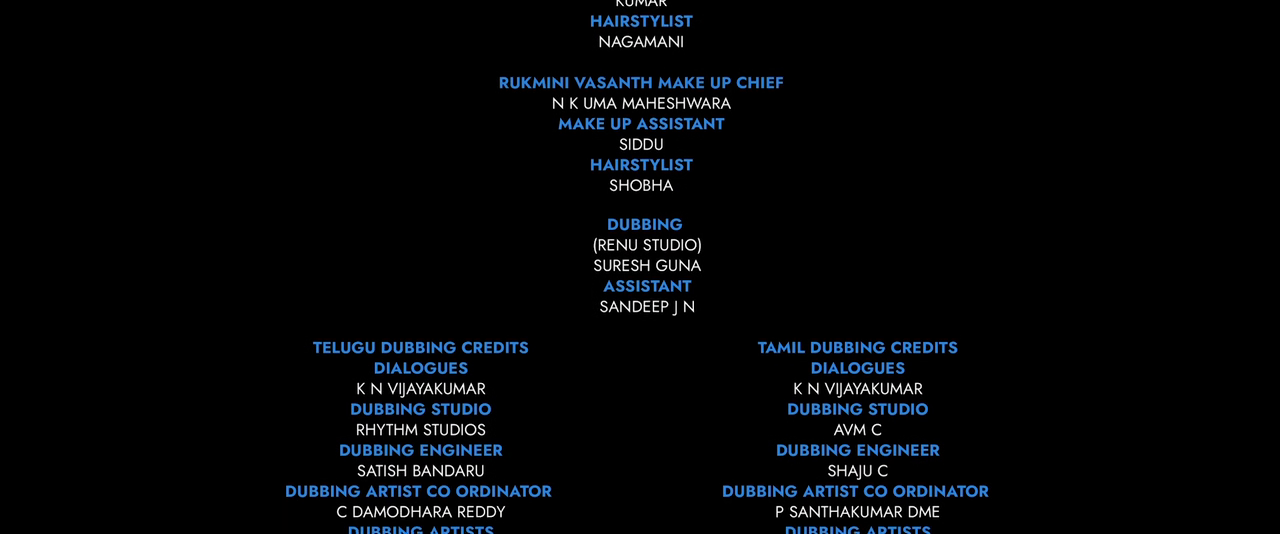 KUMAR
HAIRSTYLIST
NAGAMANI
RUKMINI VASANTH MAKE UP CHIEF
N K UMA MAHESHWARA
MAKE UP ASSISTANT
SIDDU
HAIRSTYLIST
SHOBHA
DUBBING
(RENU STUDIO)
SURESH GUNA
ASSISTANT
SANDEEP J N
TELUGU DUBBING CREDITS
DIALOGUES
K N VIJAYAKUMAR
DUBBING STUDIO
RHYTHM STUDIOS
DUBBING ENGINEER
SATISH BANDARU
DUBBING ARTIST CO ORDINATOR
C DAMODHARA REDDY
DUBBING ARTISTS
TAMIL DUBBING CREDITS
DIALOGUES
K N VIJAYAKUMAR
DUBBING STUDIO
AVM C
DUBBING ENGINEER
SHAJU C
DUBBING ARTIST CO ORDINATOR
P SANTHAKUMAR DME
DUBBING ARTISTS